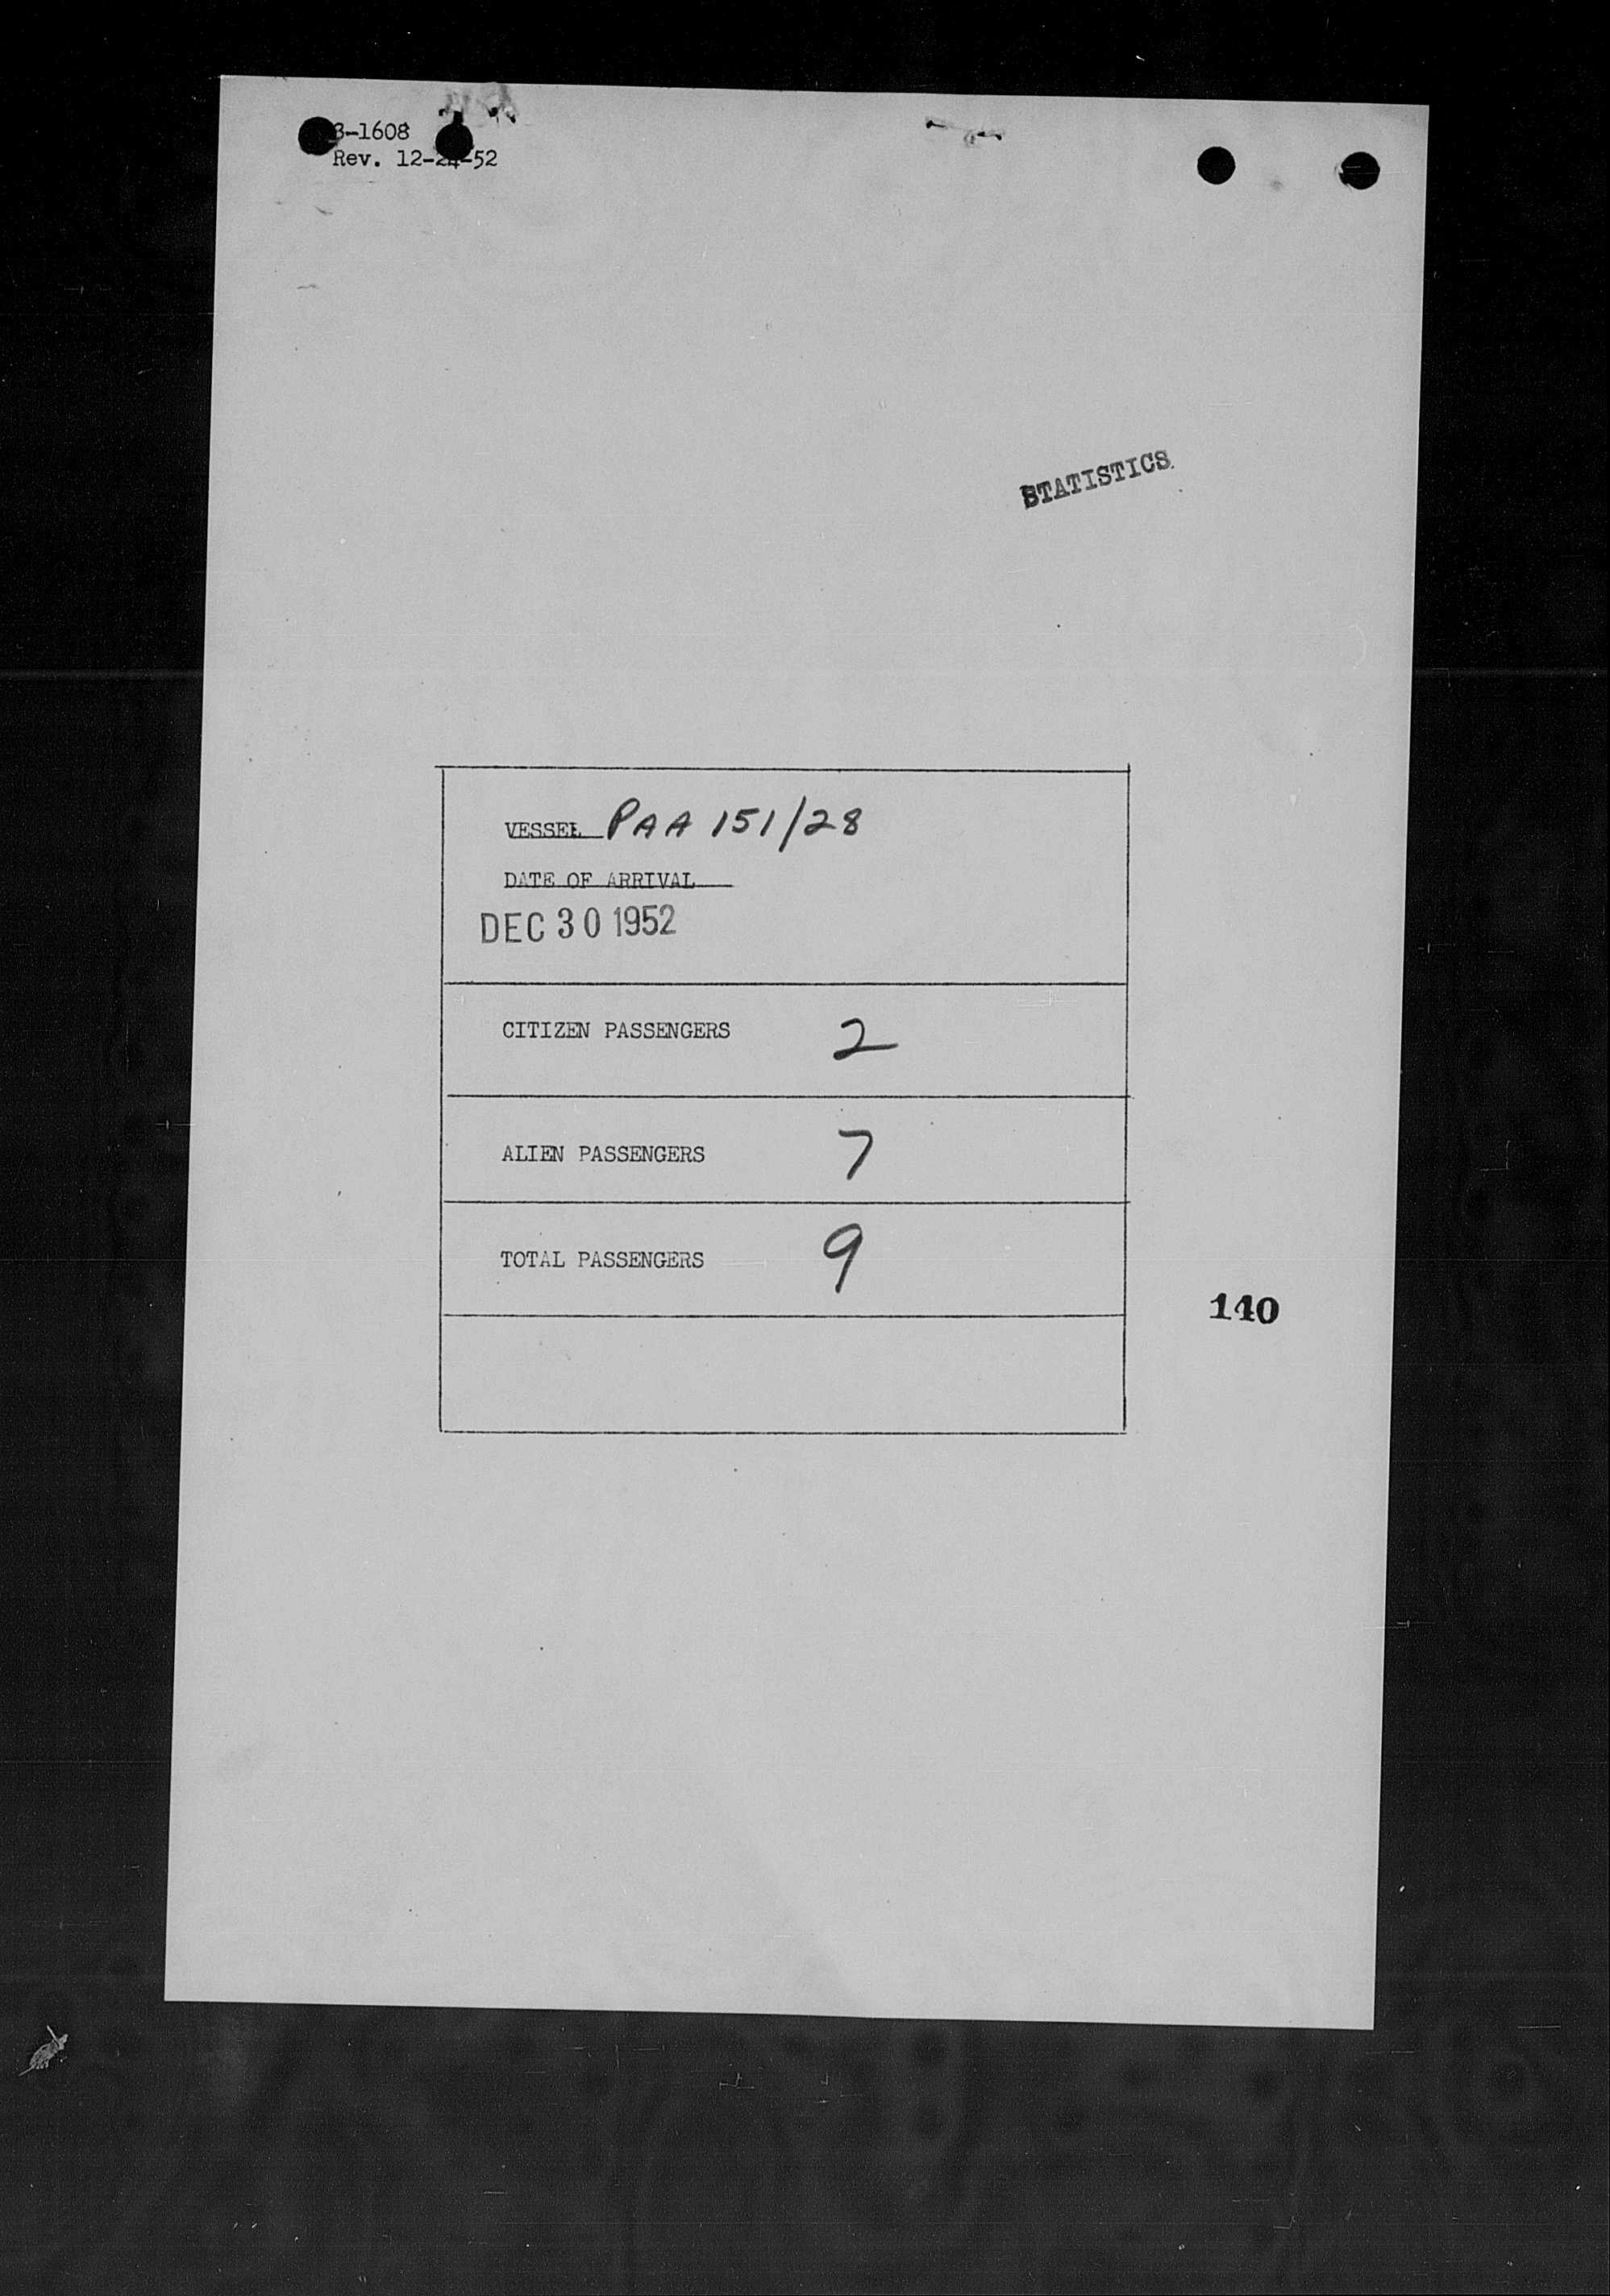 3-1608
Rev. 12-24-52
STATISTICS
VESSEL PAA 151/28
DATE OF ARRIVAL
DEC 30 1952
CITIZEN PASSENGERS 2
ALIEN PASSENGERS 7
TOTAL PASSENGERS 9
140